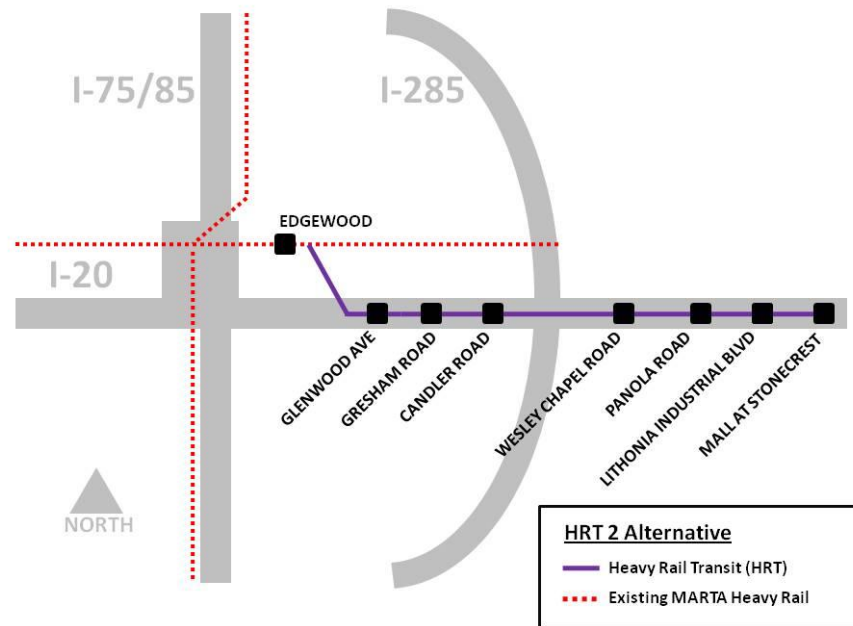 I-75/85
I-285
EDGEWOOD
I-20
GLENWOOD AVE
GRESHAM ROAD
CANDLER ROAD
WESLEY CHAPEL ROAD
PANOLA ROAD
LITHONIA INDUSTRIAL BLVD
MALL AT STONECREST
NORTH
HRT 2 Alternative
Heavy Rail Transit (HRT)
Existing MARTA Heavy Rail